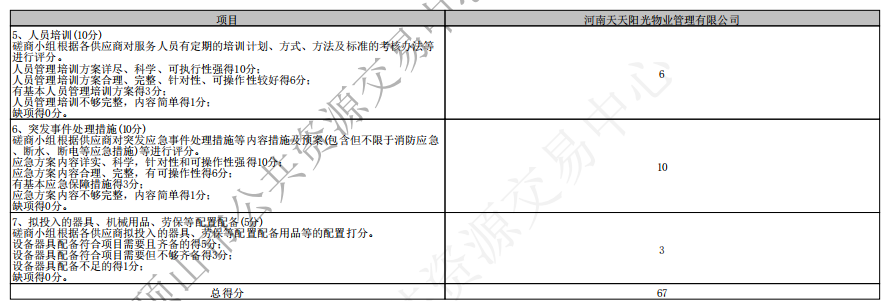 项目 河南天天阳光物业管理有限公司
5、人员培训(10分)
磋商小组根据各供应商对服务人员有定期的培训计划、方式、方法及标准的考核办法等
进行评分。
人员管理培训方案详尽、科学、可执行性强得10分；
人员管理培训方案合理、完整、针对性、可操作性较好得6分；
有基本人员管理培训方案得3分；
人员管理培训不够完整，内容简单得1分；
缺项得0分。
6
6、突发事件处理措施(10分)
磋商小组根据供应商对突发应急事件处理措施等内容措施及预案(包含但不限于消防应急
、断水、断电等应急措施)等进行评分。
应急方案内容详实、科学，针对性和可操作性强得10分；
应急方案内容合理、完整，有可操作性得6分；
有基本应急保障措施得3分；
应急方案内容不够完整，内容简单得1分；
缺项得0分。
10
7、拟投入的器具、机械用品、劳保等配置配备(5分)
磋商小组根据各供应商拟投入的器具、劳保等配置配备用品等的配置打分。
设备器具配备符合项目需要且齐备的得5分；
设备器具配备符合项目需要但不够齐备得3分；
设备器具配备不足的得1分；
缺项得0分。
3
总得分 67
顶山市公共资源交易中心
公共资源交易中心